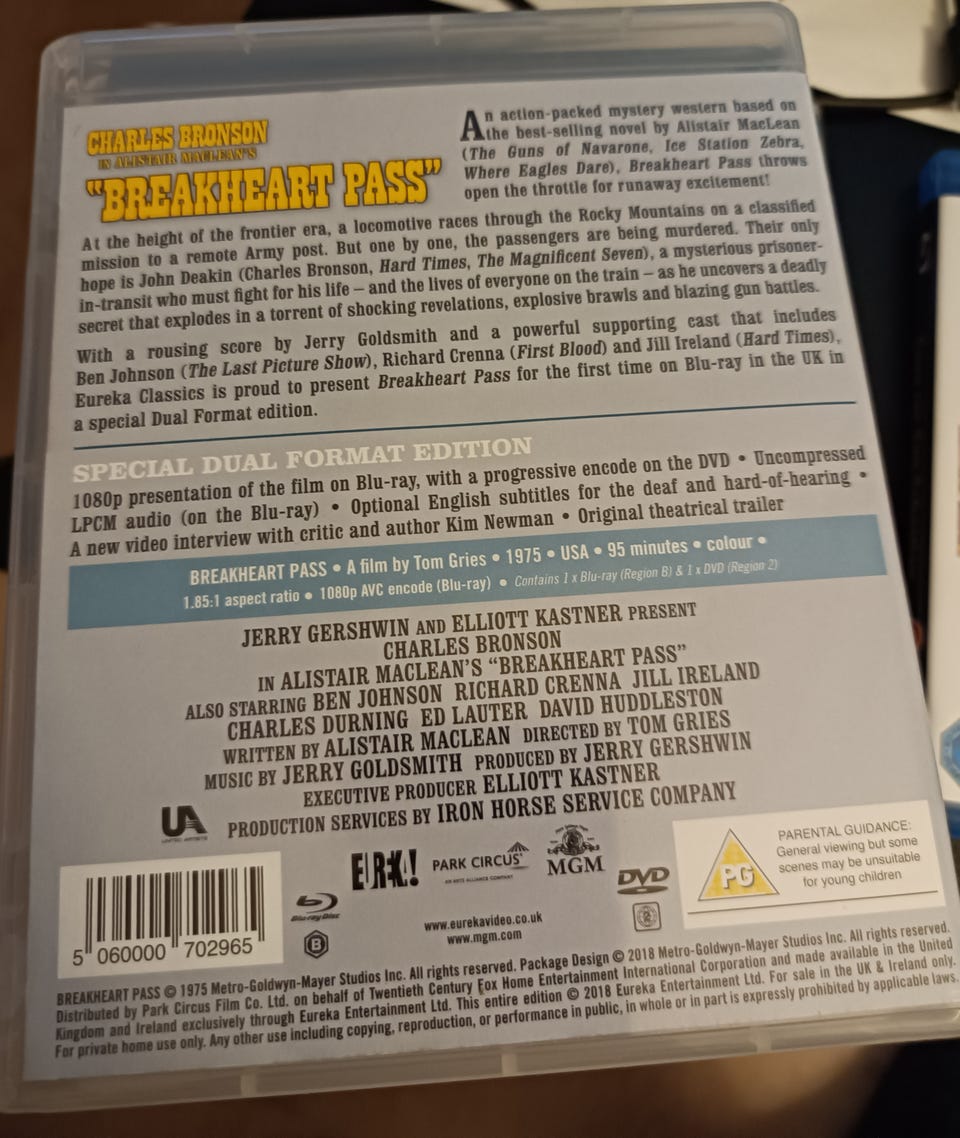 CHARLES BRONSON
IN ALISTAIR MACLEAN'S
"BREAKHEART PASS"
An action-packed mystery western based on
the best-selling novel by Alistair MacLean
(The Guns of Navarone, Ice Station Zebra,
Where Eagles Dare), Breakheart Pass throws
open the throttle for runaway excitement!
At the height of the frontier era, a locomotive races through the Rocky Mountains on a classified
mission to a remote Army post. But one by one, the passengers are being murdered. Their only
hope is John Deakin (Charles Bronson, Hard Times, The Magnificent Seven), a mysterious prisoner-
in-transit who must fight for his life – and the lives of everyone on the train – as he uncovers a deadly
secret that explodes in a torrent of shocking revelations, explosive brawls and blazing gun battles.
With a rousing score by Jerry Goldsmith and a powerful supporting cast that includes
Ben Johnson (The Last Picture Show), Richard Crenna (First Blood) and Jill Ireland (Hard Times),
Eureka Classics is proud to present Breakheart Pass for the first time on Blu-ray in the UK in
a special Dual Format edition.
SPECIAL DUAL FORMAT EDITION
1080p presentation of the film on Blu-ray, with a progressive encode on the DVD • Uncompressed
LPCM audio (on the Blu-ray) • Optional English subtitles for the deaf and hard-of-hearing •
A new video interview with critic and author Kim Newman • Original theatrical trailer
BREAKHEART PASS • A film by Tom Gries • 1975 • USA • 95 minutes • colour •
1.85:1 aspect ratio • 1080p AVC encode (Blu-ray) • Contains 1 x Blu-ray (Region B) & 1 x DVD (Region 2)
JERRY GERSHWIN AND ELLIOTT KASTNER PRESENT
CHARLES BRONSON
IN ALISTAIR MACLEAN'S "BREAKHEART PASS"
ALSO STARRING BEN JOHNSON RICHARD CRENNA JILL IRELAND
CHARLES DURNING ED LAUTER DAVID HUDDLESTON
WRITTEN BY ALISTAIR MACLEAN DIRECTED BY TOM GRIES
MUSIC BY JERRY GOLDSMITH PRODUCED BY JERRY GERSHWIN
EXECUTIVE PRODUCER ELLIOTT KASTNER
PRODUCTION SERVICES BY IRON HORSE SERVICE COMPANY
UA
UNITED ARTISTS
PARK CIRCUS
AN ARTS ALLIANCE COMPANY
MGM
DVD
Blu-ray Disc
B
2
www.eurekavideo.co.uk
www.mgm.com
PG
PARENTAL GUIDANCE:
General viewing but some
scenes may be unsuitable
for young children
5 060000 702965
BREAKHEART PASS © 1975 Metro-Goldwyn-Mayer Studios Inc. All rights reserved. Package Design © 2018 Metro-Goldwyn-Mayer Studios Inc. All rights reserved.
Distributed by Park Circus Film Co. Ltd. on behalf of Twentieth Century Fox Home Entertainment International Corporation and made available in the United
Kingdom and Ireland exclusively through Eureka Entertainment Ltd. This entire edition © 2018 Eureka Entertainment Ltd. For sale in the UK & Ireland only.
For private home use only. Any other use including copying, reproduction, or performance in public, in whole or in part is expressly prohibited by applicable laws.